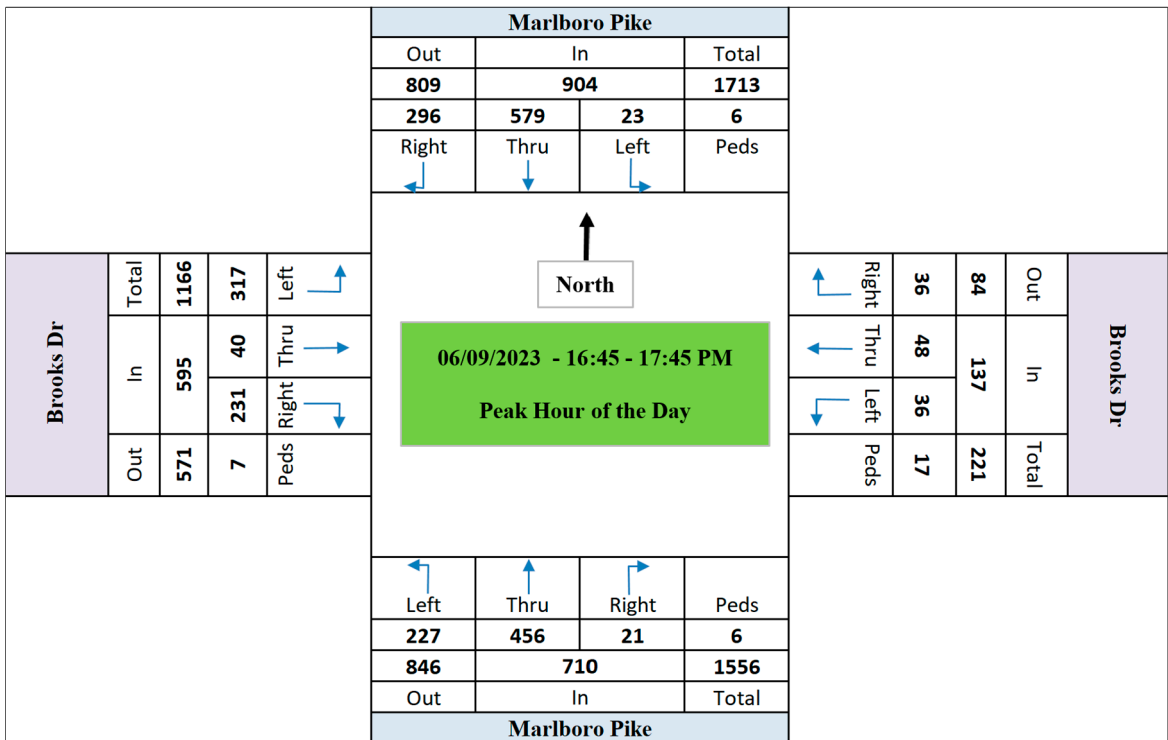 Marlboro Pike
Out In Total
809 904 1713
296 579 23 6
Right Thru Left Peds
North
06/09/2023 - 16:45 - 17:45 PM
Peak Hour of the Day
Brooks Dr
Total In Out
1166 595 571
317 40 231 7
Left Thru Right Peds
Right Thru Left Peds
36 48 36 17
84 137 221
Out In Total
Brooks Dr
Left Thru Right Peds
227 456 21 6
846 710 1556
Out In Total
Marlboro Pike